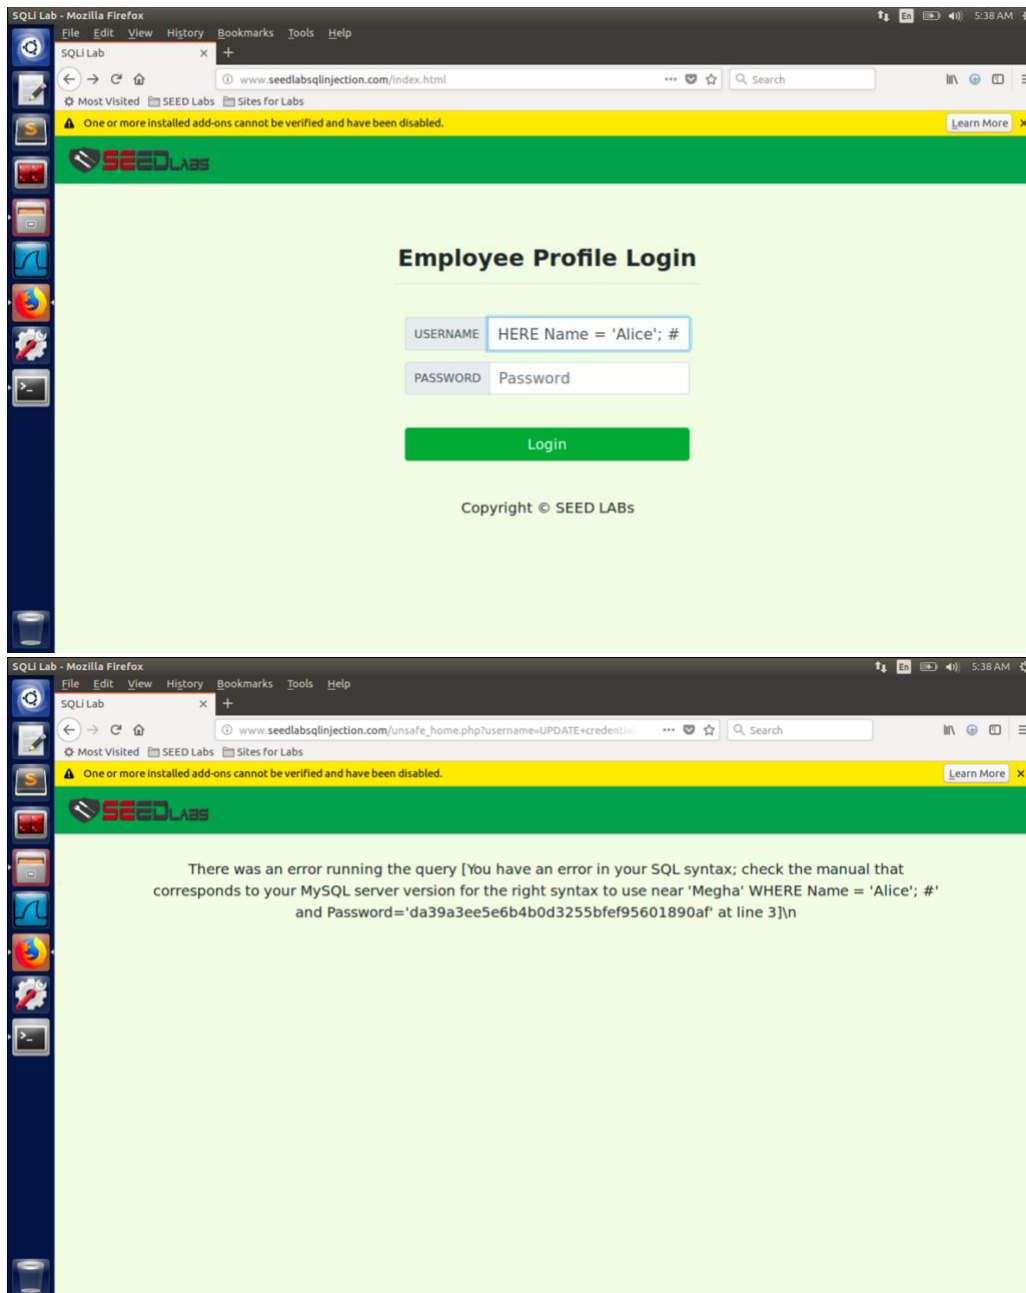 SQLi Lab - Mozilla Firefox
En
5:38 AM
File Edit View History Bookmarks Tools Help
SQLi Lab
www.seedlabsqlinjection.com/index.html
Search
Most Visited SEED Labs Sites for Labs
One or more installed add-ons cannot be verified and have been disabled.
Learn More
SEEDLABS
Employee Profile Login
USERNAME HERE Name = 'Alice'; #
PASSWORD Password
Login
Copyright © SEED LABs
SQLi Lab - Mozilla Firefox
En
5:38 AM
File Edit View History Bookmarks Tools Help
SQLi Lab
www.seedlabsqlinjection.com/unsafe_home.php?username=UPDATE+credential
Search
Most Visited SEED Labs Sites for Labs
One or more installed add-ons cannot be verified and have been disabled.
Learn More
SEEDLABS
There was an error running the query [You have an error in your SQL syntax; check the manual that
corresponds to your MySQL server version for the right syntax to use near 'Megha' WHERE Name = 'Alice'; #'
and Password='da39a3ee5e6b4b0d3255bfef95601890af' at line 3]\n